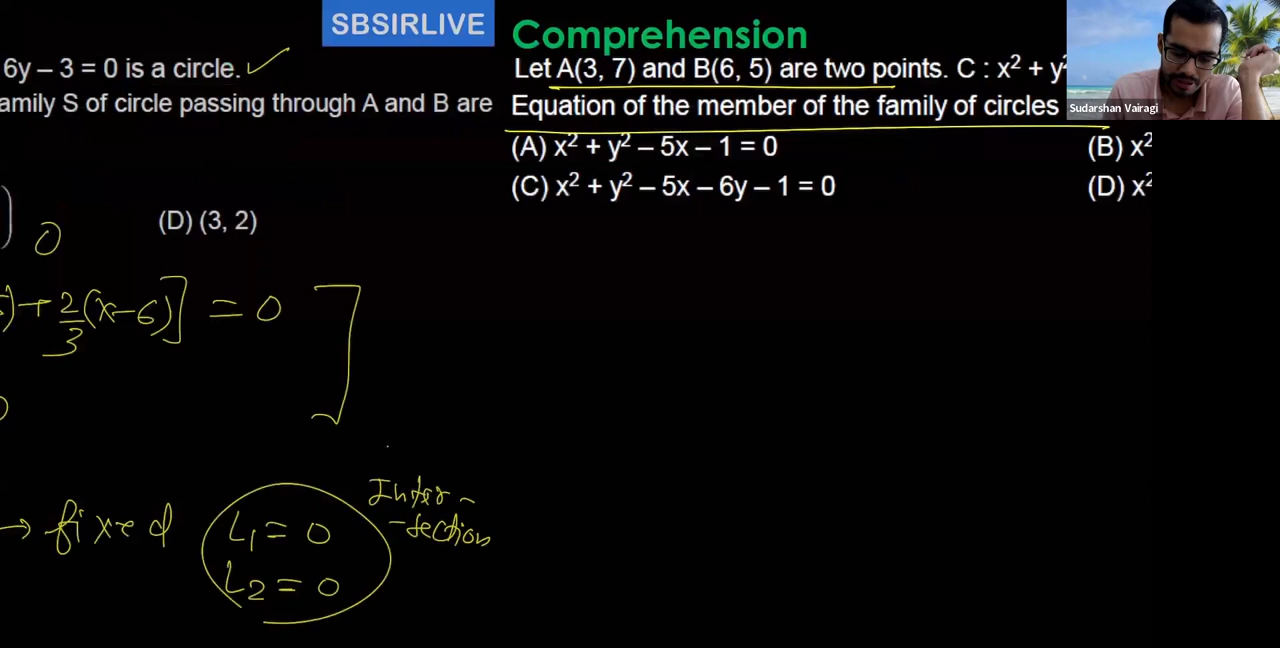 SBSIRLIVE
Comprehension
6y – 3 = 0 is a circle.
amily S of circle passing through A and B are
(D) (3, 2)
0
+ 2/3 (x–6)] = 0
→ fixed
L₁ = 0
L₂ = 0
Inter -
-section
Let A(3, 7) and B(6, 5) are two points. C : x² + y²
Equation of the member of the family of circles
(A) x² + y² – 5x – 1 = 0
(B) x²
(C) x² + y² – 5x – 6y – 1 = 0
(D) x²
Sudarshan Vairagi